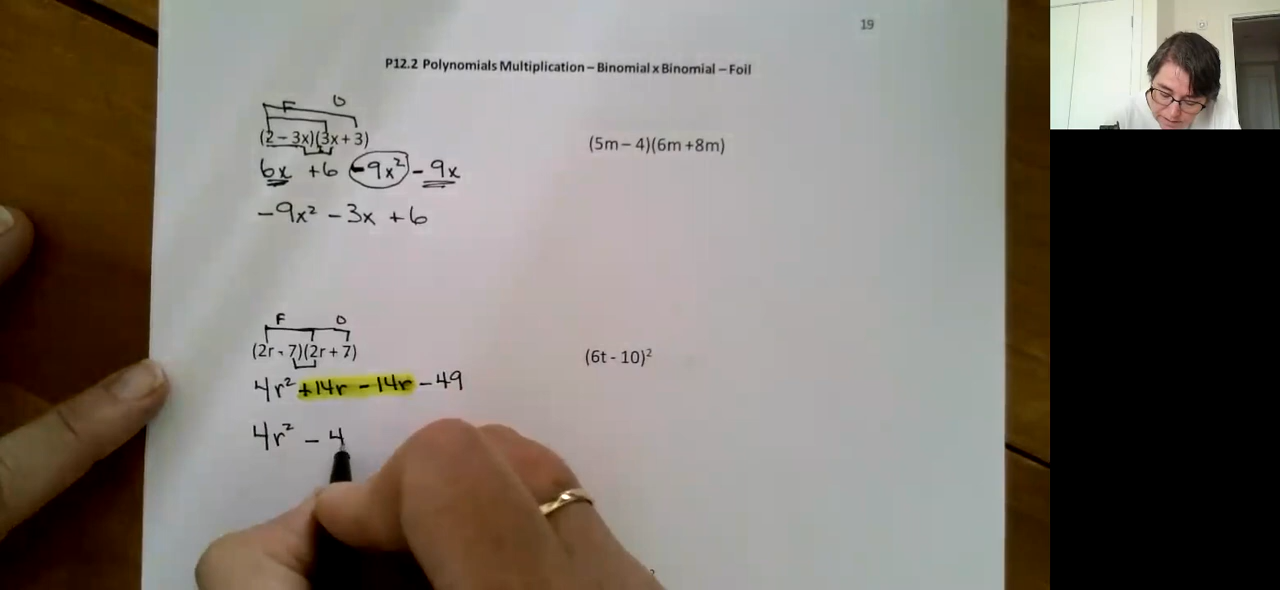 19
P12.2 Polynomials Multiplication – Binomial x Binomial – Foil
F O
(2 – 3x)(3x + 3)
6x +6 -9x² - 9x
-9x² - 3x + 6
(5m – 4)(6m +8m)
F O
(2r - 7)(2r + 7)
4r² +14r - 14r - 49
4r² - 4
(6t - 10)²